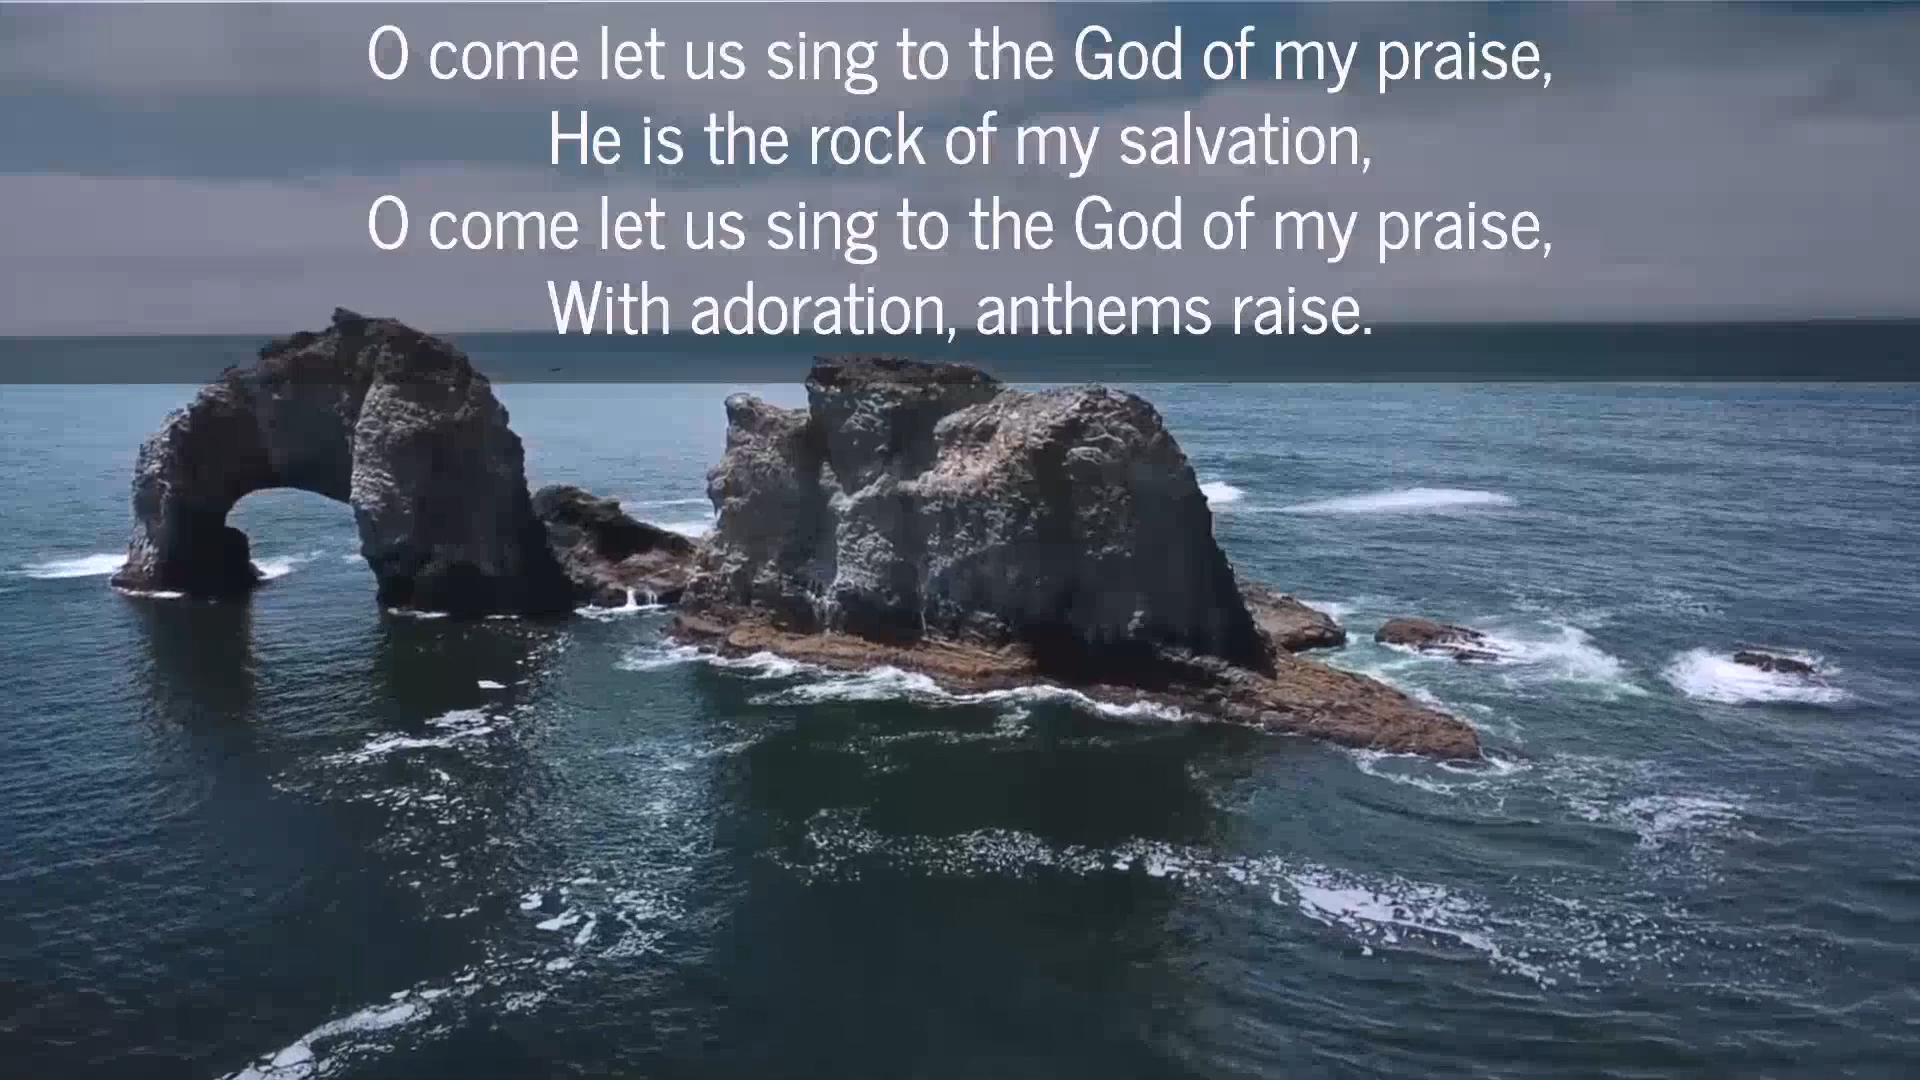 O come let us sing to the God of my praise,
He is the rock of my salvation,
O come let us sing to the God of my praise,
With adoration, anthems raise.